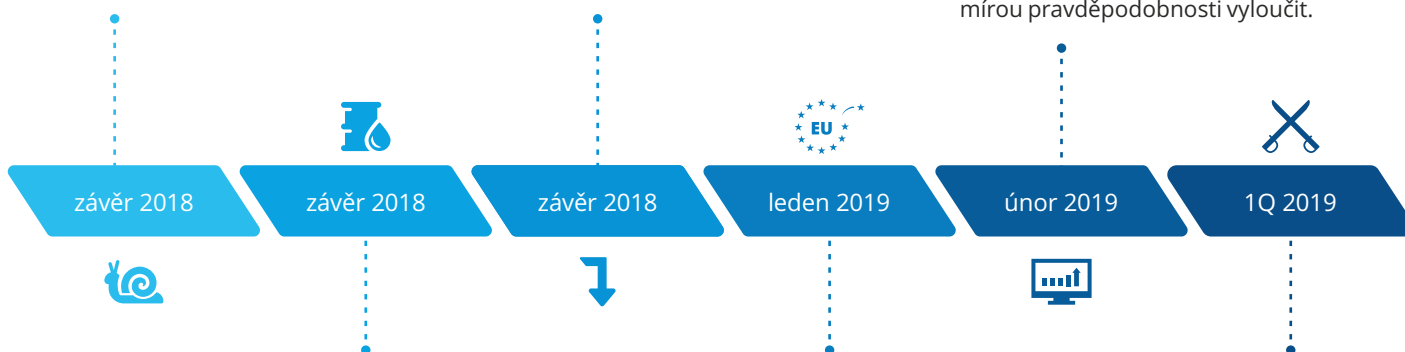 mírou pravděpodobnosti vyloučit.
EU
závěr 2018
závěr 2018
závěr 2018
leden 2019
únor 2019
1Q 2019